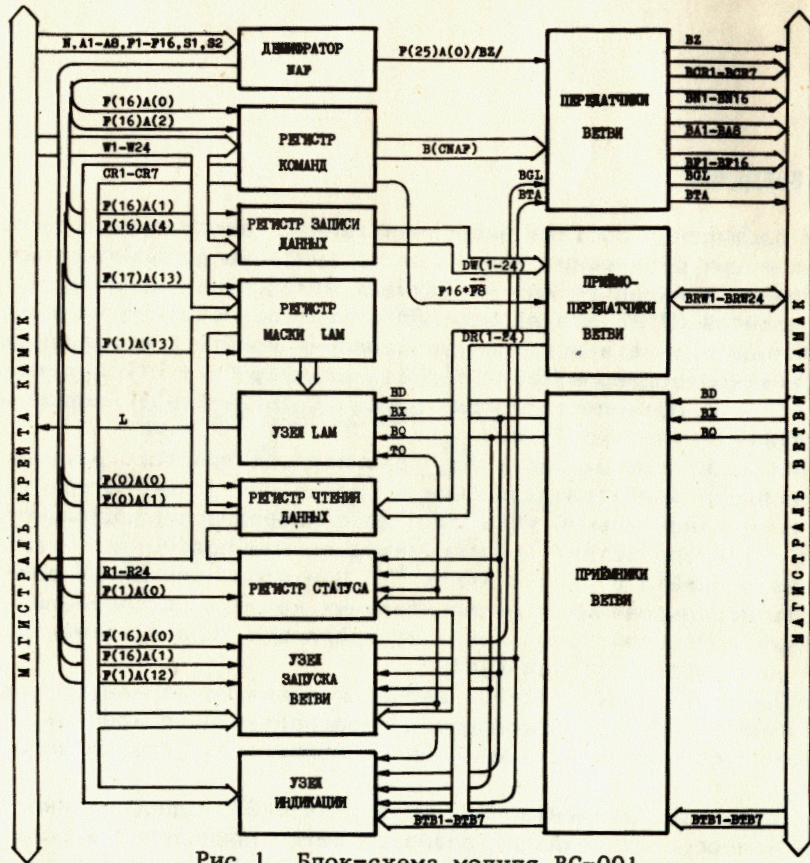 N,A1-A8,F1-F16,S1,S2
ДЕШИФРАТОР
NAF
F(25)A(0)/BZ/
ПЕРЕДАТЧИКИ
ВЕТВИ
BZ
BCR1-BCR7
BN1-BN16
BA1-BA8
BF1-BF16
BGL
BTA
F(16)A(0)
F(16)A(2)
W1-W24
CR1-CR7
РЕГИСТР
КОМАНД
B(CNAF)
BGL
BTA
F(16)A(1)
F(16)A(4)
РЕГИСТР ЗАПИСИ
ДАННЫХ
DW(1-24)
F16*F8
DR(1-24)
ПРИЁМО-
ПЕРЕДАТЧИКИ
ВЕТВИ
BRW1-BRW24
F(17)A(13)
F(1)A(13)
РЕГИСТР
МАСКИ LAM
L
УЗЕЛ LAM
BD
BX
BQ
TO
BD
BX
BQ
F(0)A(0)
F(0)A(1)
РЕГИСТР ЧТЕНИЯ
ДАННЫХ
R1-R24
F(1)A(0)
РЕГИСТР СТАТУСА
ПРИЁМНИКИ
ВЕТВИ
F(16)A(0)
F(16)A(1)
F(1)A(12)
УЗЕЛ
ЗАПУСКА
ВЕТВИ
УЗЕЛ
ИНДИКАЦИИ
BTB1-BTB7
BTB1-BTB7
МАГИСТРАЛЬ КРЕЙТА КАМАК
МАГИСТРАЛЬ ВЕТВИ КАМАК
Рис. 1. Блок-схема модуля BC-001